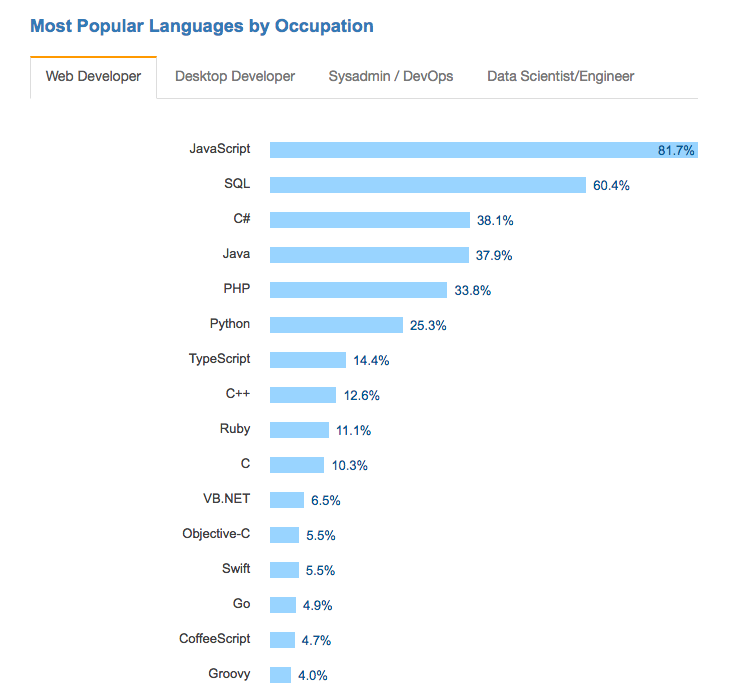 Most Popular Languages by Occupation
Web Developer Desktop Developer Sysadmin / DevOps Data Scientist/Engineer
JavaScript 81.7%
SQL 60.4%
C# 38.1%
Java 37.9%
PHP 33.8%
Python 25.3%
TypeScript 14.4%
C++ 12.6%
Ruby 11.1%
C 10.3%
VB.NET 6.5%
Objective-C 5.5%
Swift 5.5%
Go 4.9%
CoffeeScript 4.7%
Groovy 4.0%